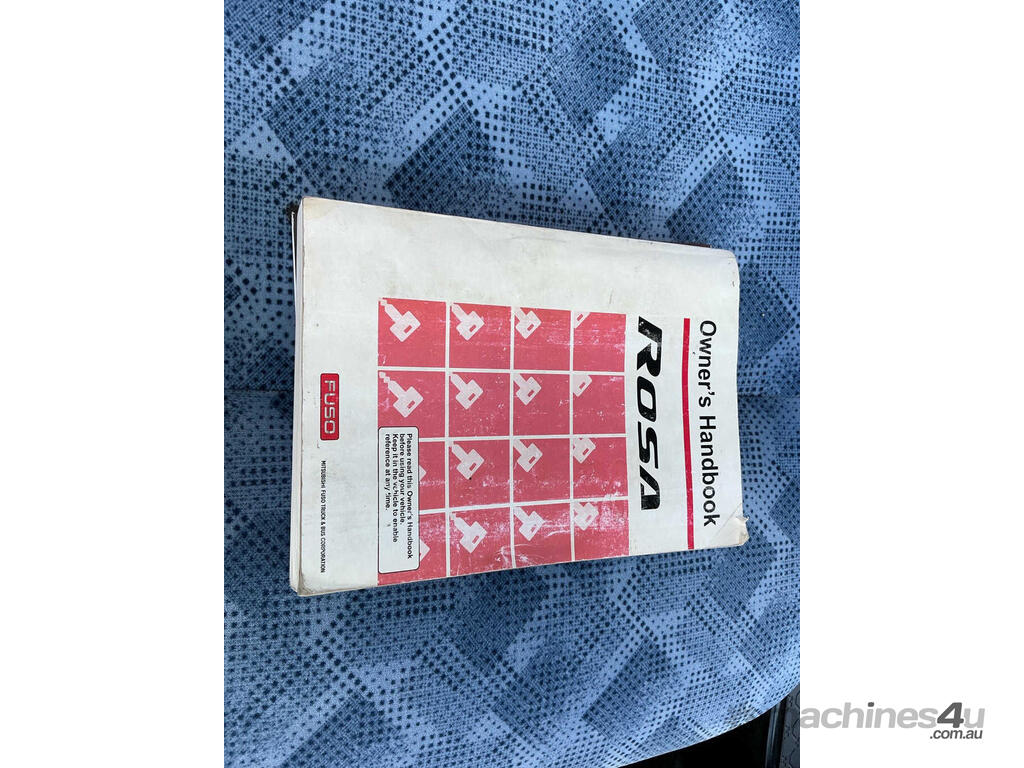 Owner's Handbook
ROSA
Please read this Owner's Handbook
before using your vehicle.
Keep it in the vehicle to enable
reference at any time.
FUSO
MITSUBISHI FUSO TRUCK & BUS CORPORATION
machines4u
.com.au